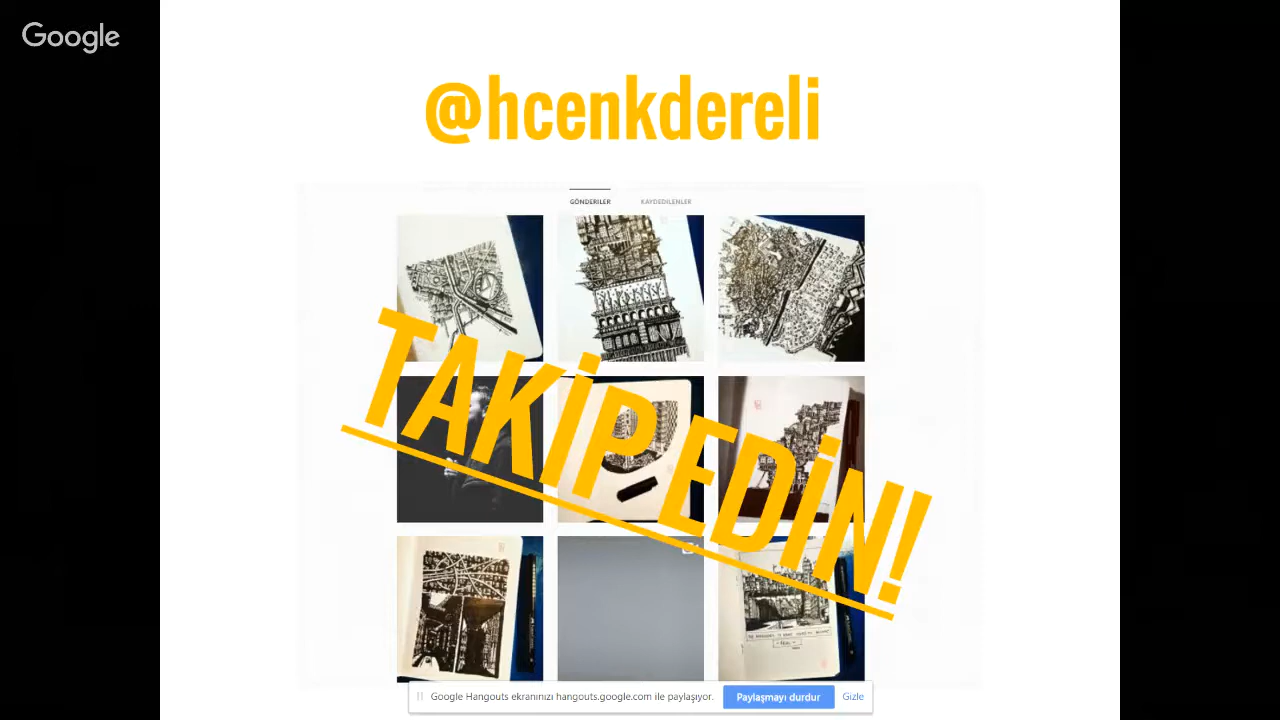 Google
@hcenkdereli
GÖNDERİLER KAYDEDİLENLER
TAKİP EDİN!
Google Hangouts ekranınızı hangouts.google.com ile paylaşıyor. Paylaşmayı durdur Gizle